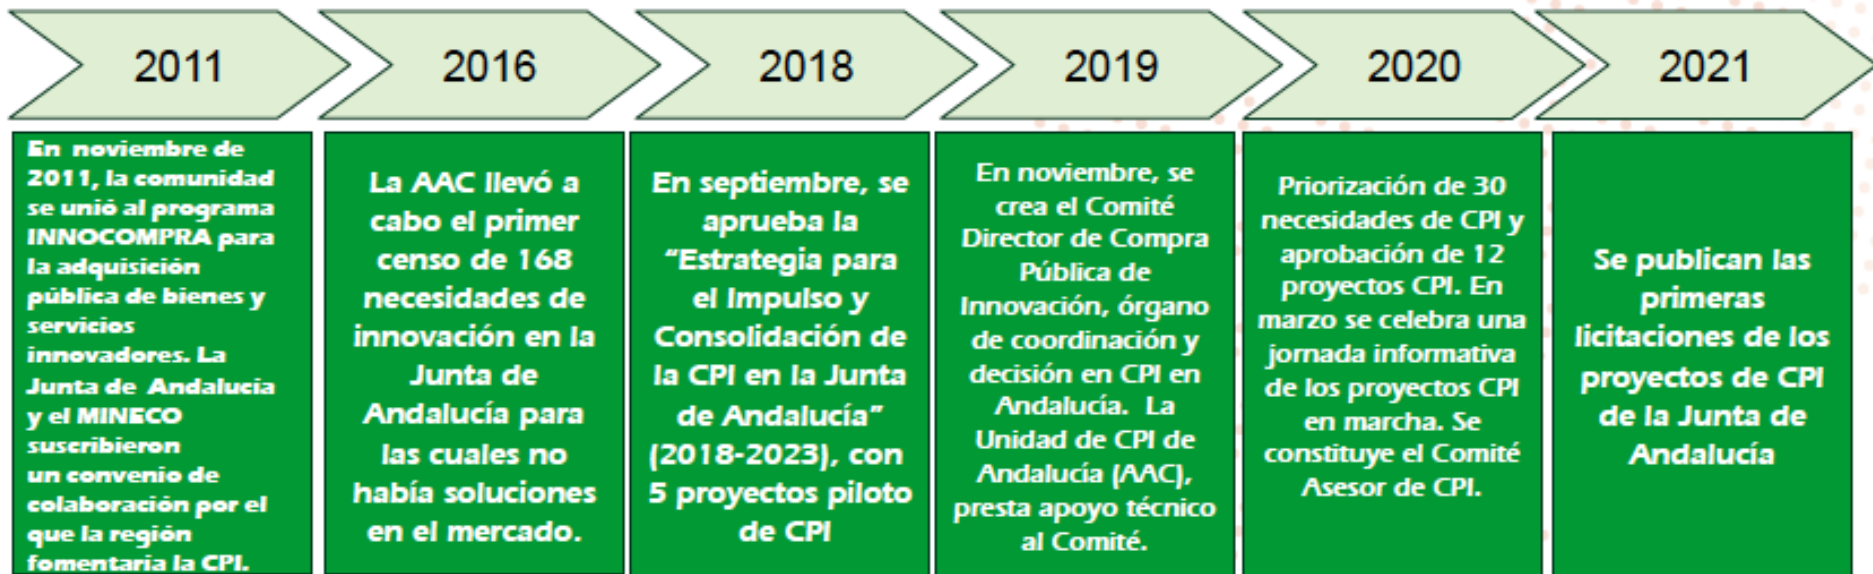 2011
2016
2018
2019
2020
2021
En noviembre de
2011, la comunidad
se unió al programa
INNOCOMPRA para
la adquisición
pública de bienes y
servicios
innovadores. La
Junta de Andalucía
y el MINECO
suscribieron
un convenio de
colaboración por el
que la región
fomentaria la CPI.
La AAC llevó a
cabo el primer
censo de 168
necesidades de
innovación en la
Junta de
Andalucía para
las cuales no
había soluciones
en el mercado.
En septiembre, se
aprueba la
“Estrategia para
el Impulso y
Consolidación de
la CPI en la Junta
de Andalucía”
(2018-2023), con
5 proyectos piloto
de CPI
En noviembre, se
crea el Comité
Director de Compra
Pública de
Innovación, órgano
de coordinación y
decisión en CPI en
Andalucía. La
Unidad de CPI de
Andalucía (AAC),
presta apoyo técnico
al Comité.
Priorización de 30
necesidades de CPI y
aprobación de 12
proyectos CPI. En
marzo se celebra una
jornada informativa
de los proyectos CPI
en marcha. Se
constituye el Comité
Asesor de CPI.
Se publican las
primeras
licitaciones de los
proyectos de CPI
de la Junta de
Andalucía